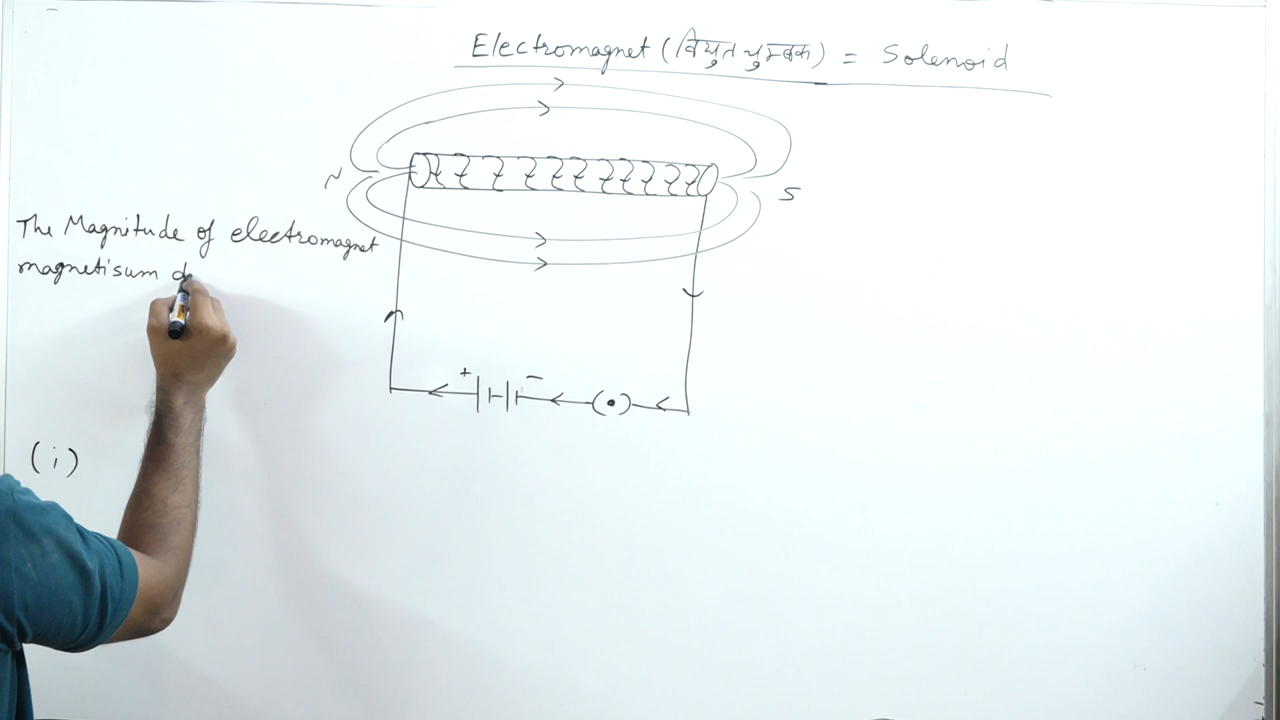 Electromagnet (विद्युत चुम्बक) = Solenoid
N
S
The Magnitude of electromagnet
magnetisum d
+ −
(i)